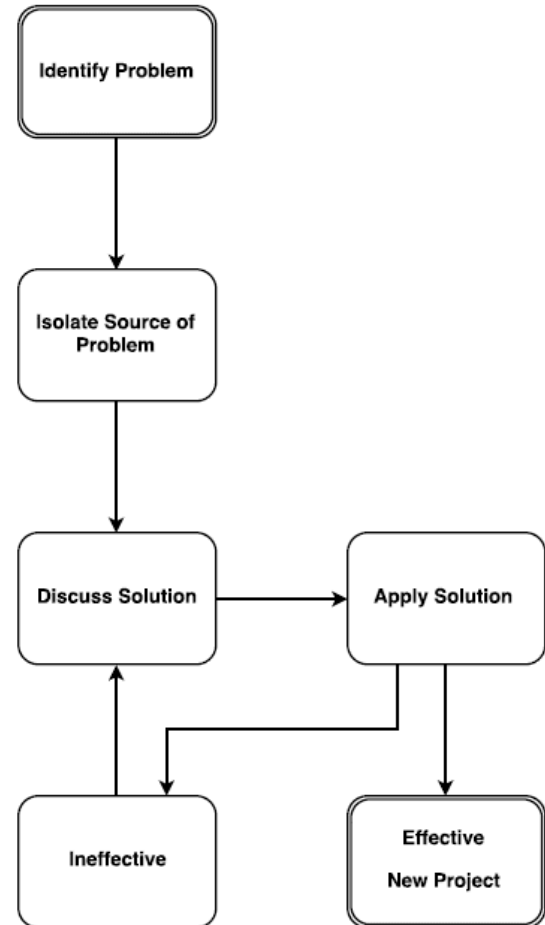 Identify Problem
Isolate Source of
Problem
Discuss Solution
Apply Solution
Ineffective
Effective
New Project